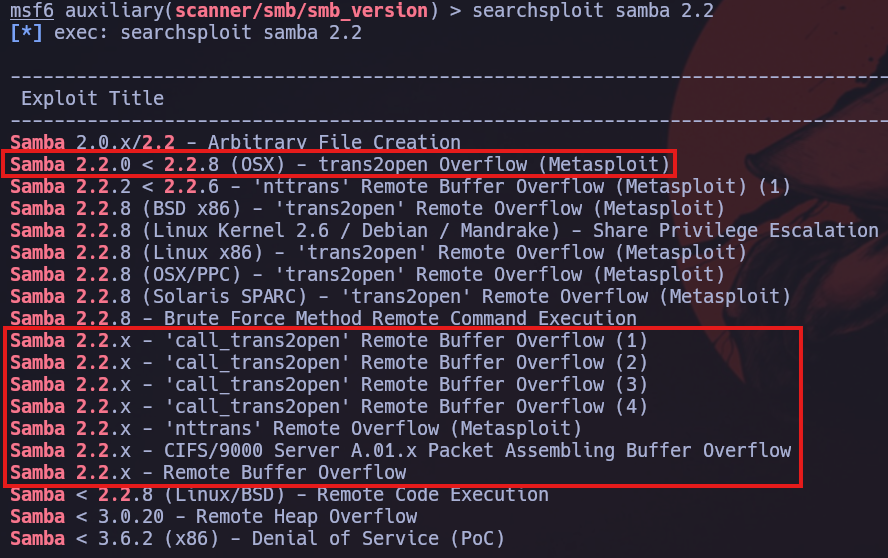 msf6 auxiliary(scanner/smb/smb_version) > searchsploit samba 2.2
[*] exec: searchsploit samba 2.2
--------------------------------------------------------------------------------
Exploit Title
--------------------------------------------------------------------------------
Samba 2.0.x/2.2 - Arbitrary File Creation
Samba 2.2.0 < 2.2.8 (OSX) - trans2open Overflow (Metasploit)
Samba 2.2.2 < 2.2.6 - 'nttrans' Remote Buffer Overflow (Metasploit) (1)
Samba 2.2.8 (BSD x86) - 'trans2open' Remote Overflow (Metasploit)
Samba 2.2.8 (Linux Kernel 2.6 / Debian / Mandrake) - Share Privilege Escalation
Samba 2.2.8 (Linux x86) - 'trans2open' Remote Overflow (Metasploit)
Samba 2.2.8 (OSX/PPC) - 'trans2open' Remote Overflow (Metasploit)
Samba 2.2.8 (Solaris SPARC) - 'trans2open' Remote Overflow (Metasploit)
Samba 2.2.8 - Brute Force Method Remote Command Execution
Samba 2.2.x - 'call_trans2open' Remote Buffer Overflow (1)
Samba 2.2.x - 'call_trans2open' Remote Buffer Overflow (2)
Samba 2.2.x - 'call_trans2open' Remote Buffer Overflow (3)
Samba 2.2.x - 'call_trans2open' Remote Buffer Overflow (4)
Samba 2.2.x - 'nttrans' Remote Overflow (Metasploit)
Samba 2.2.x - CIFS/9000 Server A.01.x Packet Assembling Buffer Overflow
Samba 2.2.x - Remote Buffer Overflow
Samba < 2.2.8 (Linux/BSD) - Remote Code Execution
Samba < 3.0.20 - Remote Heap Overflow
Samba < 3.6.2 (x86) - Denial of Service (PoC)